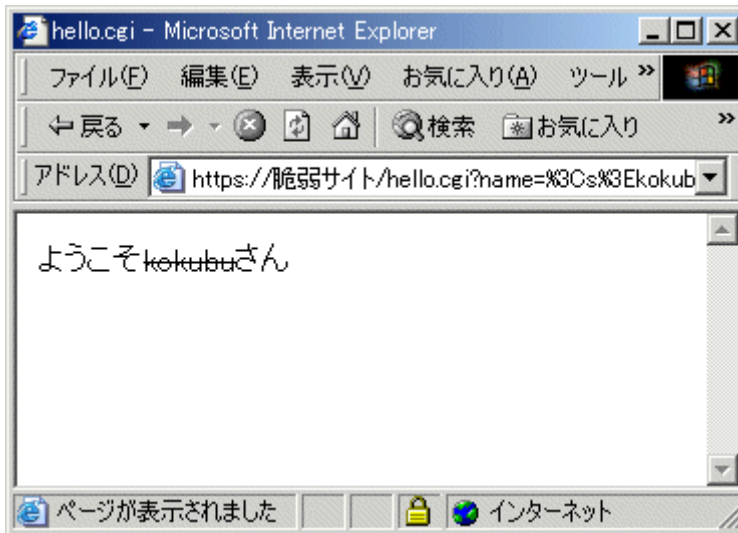 hello.cgi - Microsoft Internet Explorer
ファイル(F) 編集(E) 表示(V) お気に入り(A) ツール »
戻る 検索 お気に入り »
アドレス(D) https://脆弱サイト/hello.cgi?name=%3Cs%3Ekokub
ようこそkokubuさん
ページが表示されました インターネット